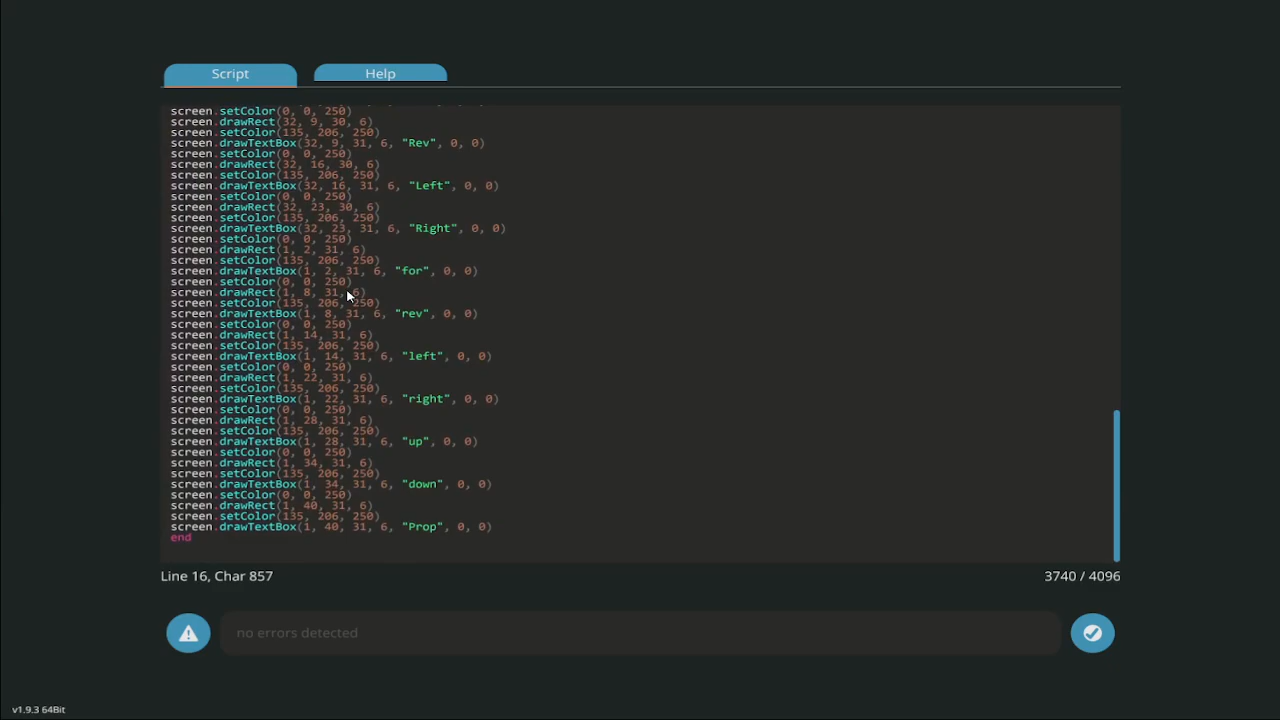 Script
Help
screen.setColor(0, 0, 250)
screen.drawRect(32, 9, 30, 6)
screen.setColor(135, 206, 250)
screen.drawTextBox(32, 9, 31, 6, "Rev", 0, 0)
screen.setColor(0, 0, 250)
screen.drawRect(32, 16, 30, 6)
screen.setColor(135, 206, 250)
screen.drawTextBox(32, 16, 31, 6, "Left", 0, 0)
screen.setColor(0, 0, 250)
screen.drawRect(32, 23, 30, 6)
screen.setColor(135, 206, 250)
screen.drawTextBox(32, 23, 31, 6, "Right", 0, 0)
screen.setColor(0, 0, 250)
screen.drawRect(1, 2, 31, 6)
screen.setColor(135, 206, 250)
screen.drawTextBox(1, 2, 31, 6, "for", 0, 0)
screen.setColor(0, 0, 250)
screen.drawRect(1, 8, 31, 6)
screen.setColor(135, 206, 250)
screen.drawTextBox(1, 8, 31, 6, "rev", 0, 0)
screen.setColor(0, 0, 250)
screen.drawRect(1, 14, 31, 6)
screen.setColor(135, 206, 250)
screen.drawTextBox(1, 14, 31, 6, "left", 0, 0)
screen.setColor(0, 0, 250)
screen.drawRect(1, 22, 31, 6)
screen.setColor(135, 206, 250)
screen.drawTextBox(1, 22, 31, 6, "right", 0, 0)
screen.setColor(0, 0, 250)
screen.drawRect(1, 28, 31, 6)
screen.setColor(135, 206, 250)
screen.drawTextBox(1, 28, 31, 6, "up", 0, 0)
screen.setColor(0, 0, 250)
screen.drawRect(1, 34, 31, 6)
screen.setColor(135, 206, 250)
screen.drawTextBox(1, 34, 31, 6, "down", 0, 0)
screen.setColor(0, 0, 250)
screen.drawRect(1, 40, 31, 6)
screen.setColor(135, 206, 250)
screen.drawTextBox(1, 40, 31, 6, "Prop", 0, 0)
end
Line 16, Char 857
3740 / 4096
no errors detected
v1.9.3 64Bit